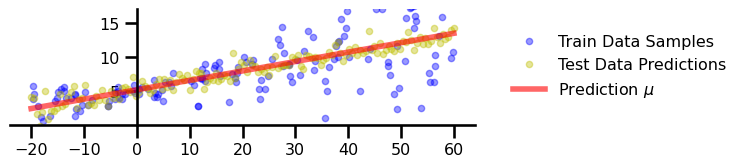 15
10
5
−20 −10 0 10 20 30 40 50 60
Train Data Samples
Test Data Predictions
Prediction μ